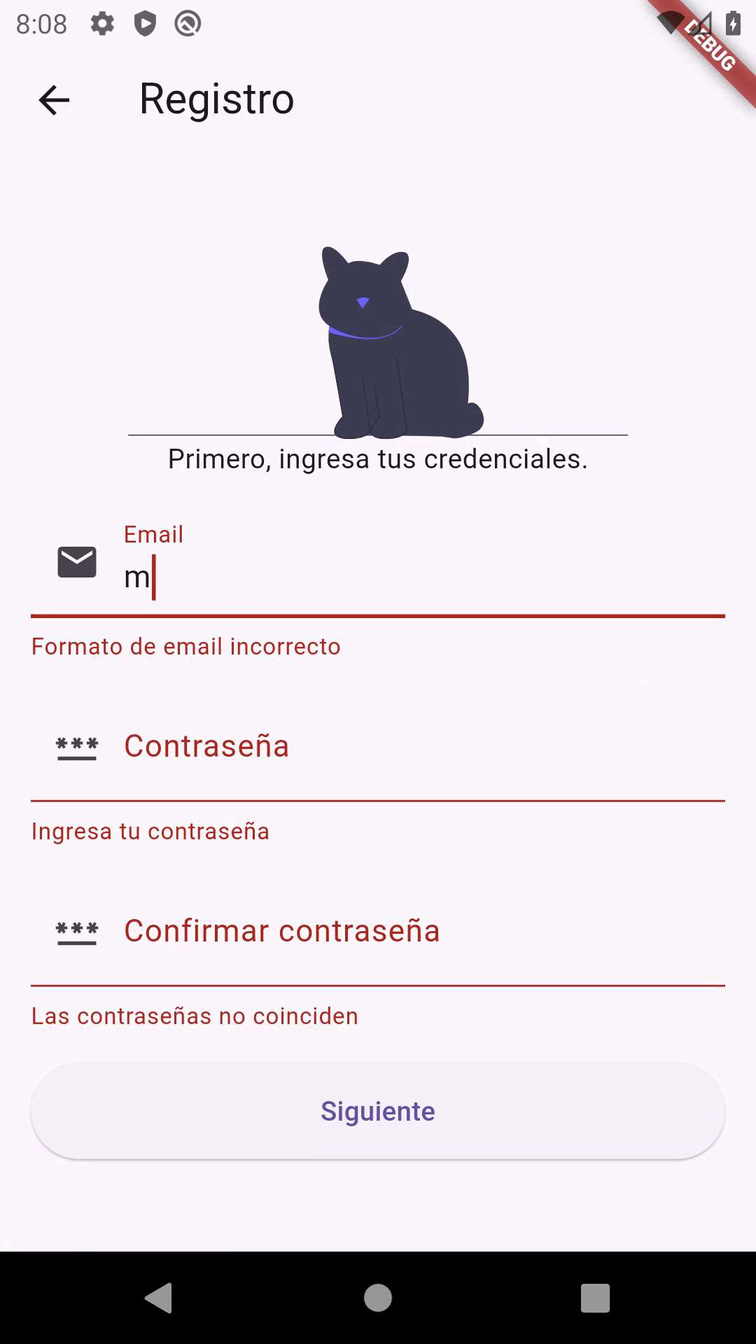 8:08
DEBUG
Registro
Primero, ingresa tus credenciales.
Email
m
Formato de email incorrecto
*** Contraseña
Ingresa tu contraseña
*** Confirmar contraseña
Las contraseñas no coinciden
Siguiente